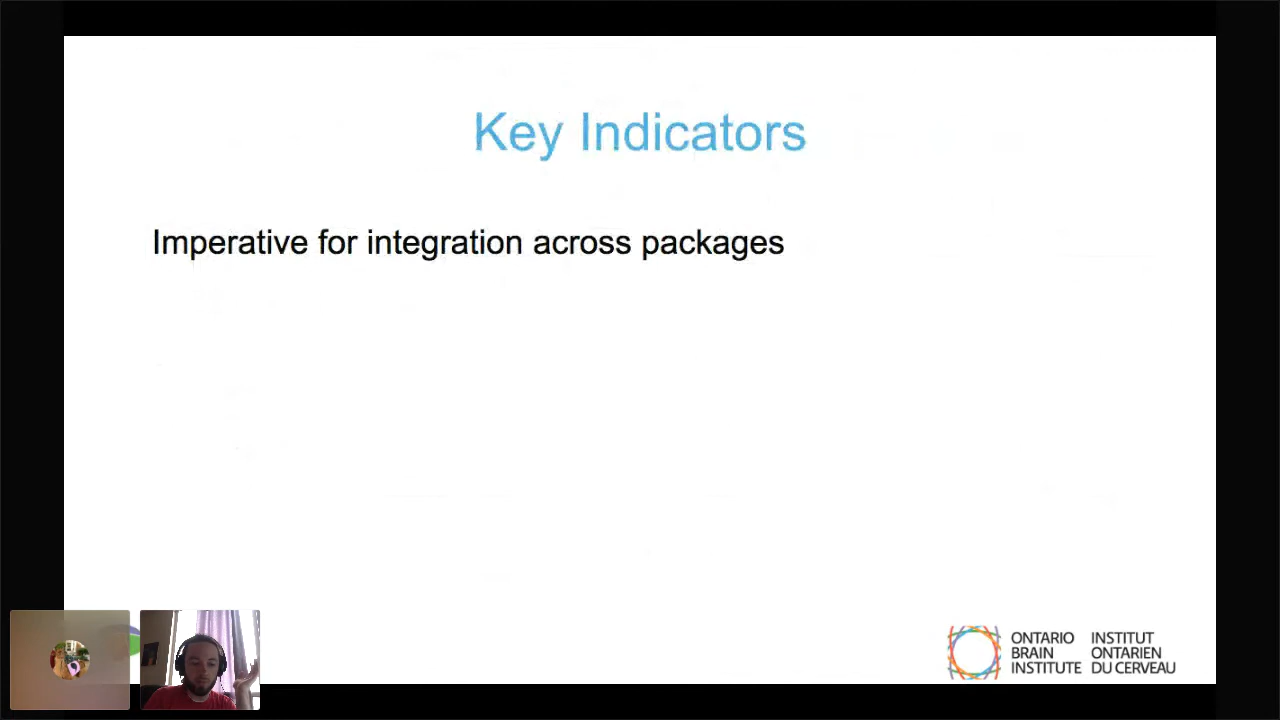 Key Indicators
Imperative for integration across packages
ONTARIO
BRAIN
INSTITUTE
INSTITUT
ONTARIEN
DU CERVEAU